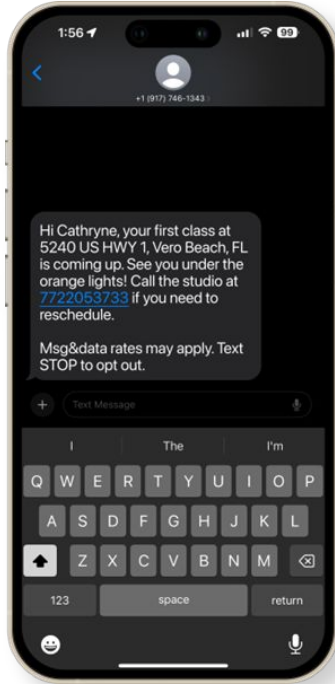 1:56
99
+1 (917) 746-1343
Hi Cathryne, your first class at
5240 US HWY 1, Vero Beach, FL
is coming up. See you under the
orange lights! Call the studio at
7722053733 if you need to
reschedule.
Msg&data rates may apply. Text
STOP to opt out.
Text Message
I The I'm
Q W E R T Y U I O P
A S D F G H J K L
Z X C V B N M
123 space return